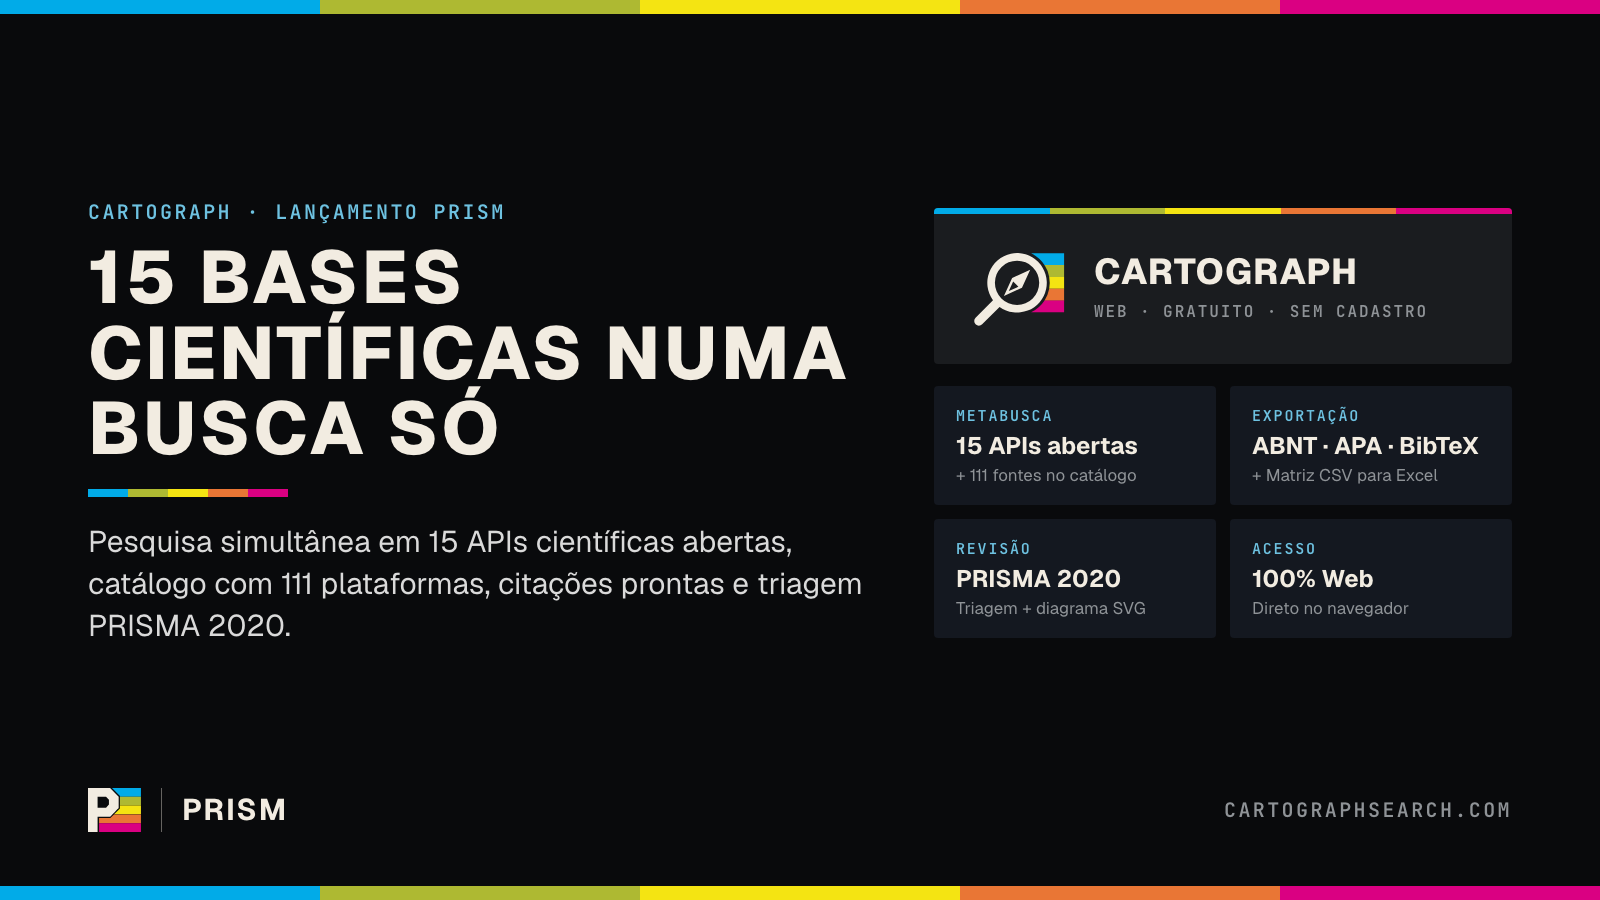 CARTOGRAPH · LANÇAMENTO PRISM
15 BASES
CIENTÍFICAS NUMA
BUSCA SÓ
Pesquisa simultânea em 15 APIs científicas abertas,
catálogo com 111 plataformas, citações prontas e triagem
PRISMA 2020.
CARTOGRAPH
WEB · GRATUITO · SEM CADASTRO
METABUSCA
15 APIs abertas
+ 111 fontes no catálogo
EXPORTAÇÃO
ABNT · APA · BibTeX
+ Matriz CSV para Excel
REVISÃO
PRISMA 2020
Triagem + diagrama SVG
ACESSO
100% Web
Direto no navegador
P
PRISM
CARTOGRAPHSEARCH.COM